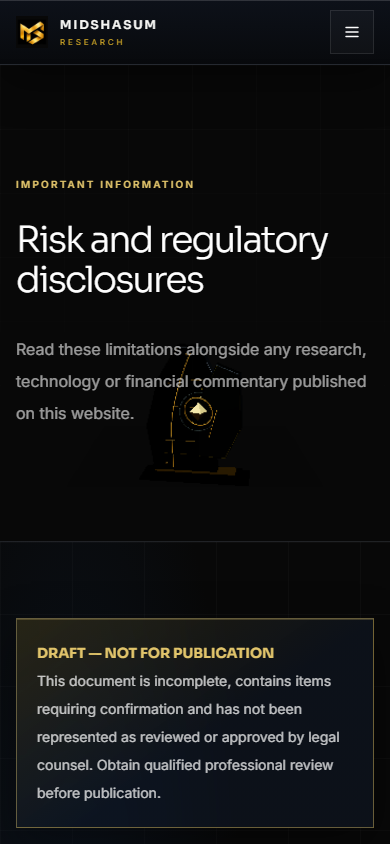 MIDSHASUM
RESEARCH
IMPORTANT INFORMATION
Risk and regulatory
disclosures
Read these limitations alongside any research,
technology or financial commentary published
on this website.
DRAFT — NOT FOR PUBLICATION
This document is incomplete, contains items
requiring confirmation and has not been
represented as reviewed or approved by legal
counsel. Obtain qualified professional review
before publication.